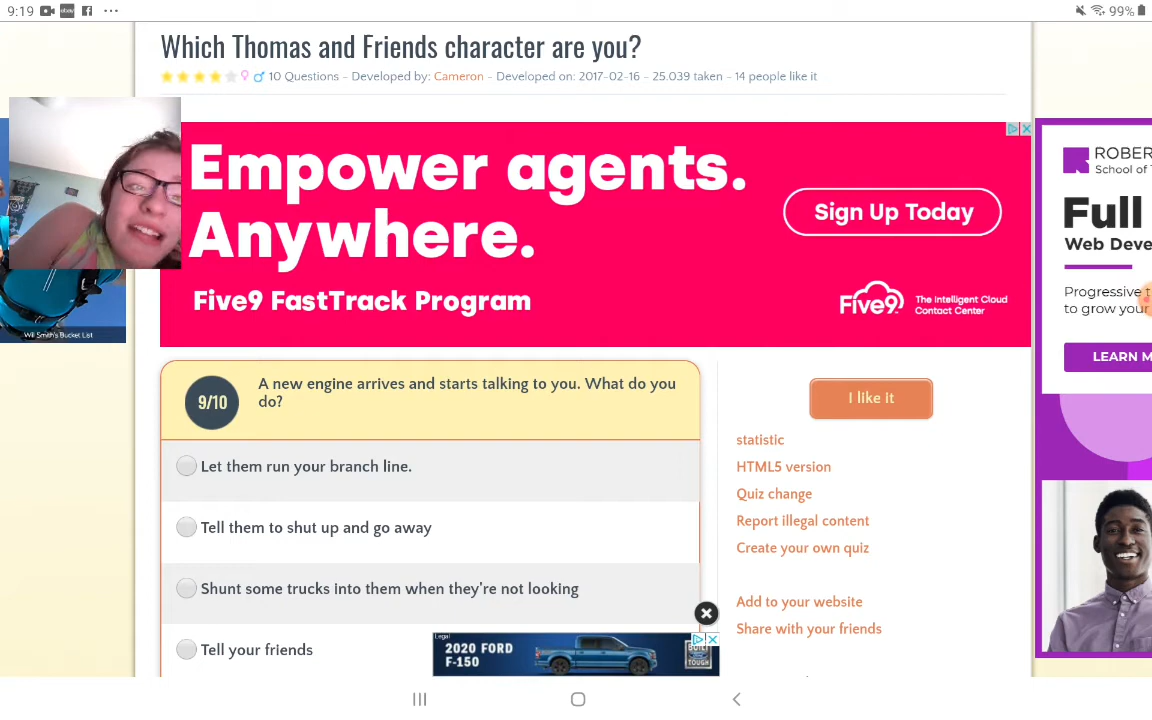 9:19
ebay
99%
Which Thomas and Friends character are you?
10 Questions - Developed by: Cameron - Developed on: 2017-02-16 - 25.039 taken - 14 people like it
Empower agents.
Anywhere.
Five9 FastTrack Program
Sign Up Today
Five9
The Intelligent Cloud
Contact Center
ROBER
School of
Full
Web Deve
Progressive t
to grow your
LEARN M
Will Smith's Bucket List
9/10
A new engine arrives and starts talking to you. What do you
do?
Let them run your branch line.
Tell them to shut up and go away
Shunt some trucks into them when they're not looking
Tell your friends
I like it
statistic
HTML5 version
Quiz change
Report illegal content
Create your own quiz
Add to your website
Share with your friends
Legal
2020 FORD
F-150
BUILT
TOUGH